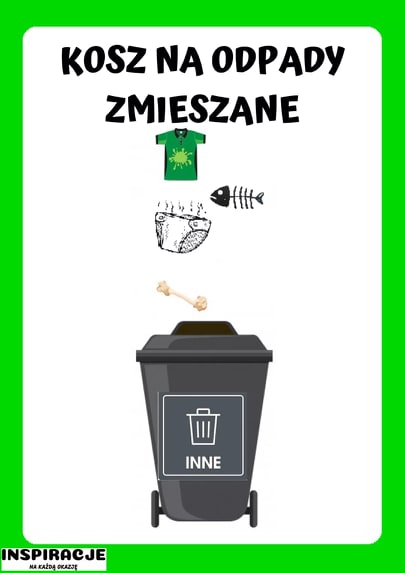 KOSZ NA ODPADY
ZMIESZANE
INNE
INSPIRACJE
NA KAŻDĄ OKAZJĘ